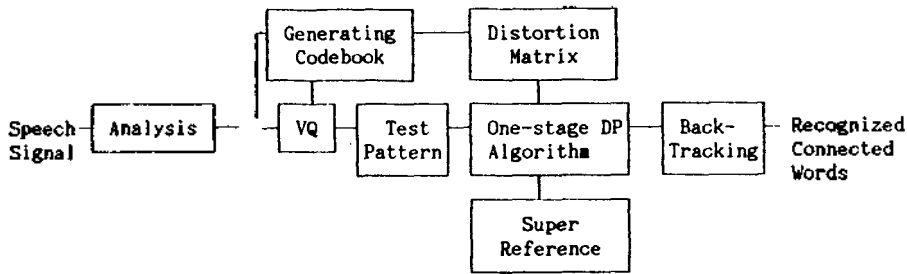 Generating
Codebook
Distortion
Matrix
Speech
Signal
Analysis
VQ
Test
Pattern
One-stage DP
Algorithm
Back-
Tracking
Recognized
Connected
Words
Super
Reference